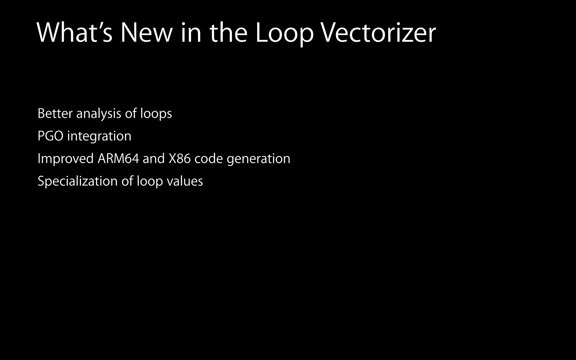 What's New in the Loop Vectorizer
Better analysis of loops
PGO integration
Improved ARM64 and X86 code generation
Specialization of loop values